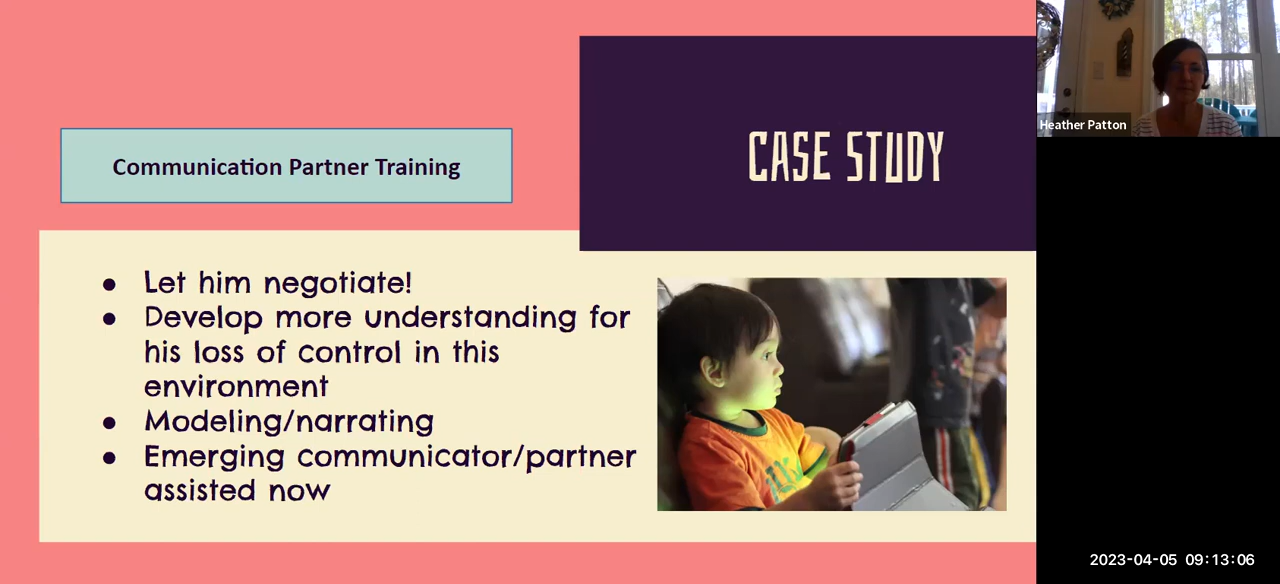 Communication Partner Training
CASE STUDY
● Let him negotiate!
● Develop more understanding for
his loss of control in this
environment
● Modeling/narrating
● Emerging communicator/partner
assisted now
Heather Patton
2023-04-05 09:13:06